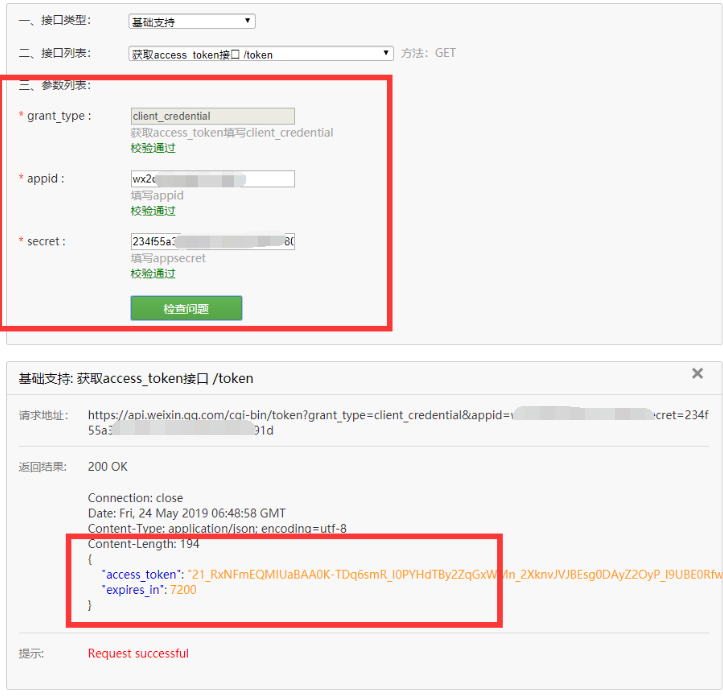 一、接口类型： 基础支持
二、接口列表： 获取access_token接口 /token 方法：GET
三、参数列表：
* grant_type : client_credential
获取access_token填写client_credential
校验通过
* appid : wx2
填写appid
校验通过
* secret : 234f55a3 80
填写appsecret
校验通过
检查问题
基础支持: 获取access_token接口 /token
请求地址: https://api.weixin.qq.com/cgi-bin/token?grant_type=client_credential&appid= ecret=234f
55a3 91d
返回结果: 200 OK
Connection: close
Date: Fri, 24 May 2019 06:48:58 GMT
Content-Type: application/json; encoding=utf-8
Content-Length: 194
{
"access_token": "21_RxNFmEQMIUaBAA0K-TDq6smR_I0PYHdTBy2ZqGxWMn_2XknvJVJBEsg0DAyZ2OyP_I9UBE0Rfw
"expires_in": 7200
}
提示: Request successful